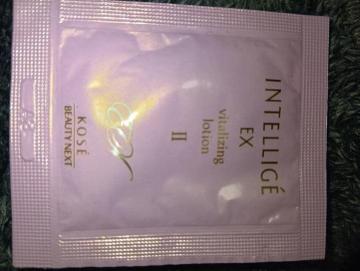 INTELLIGÉ
EX
vitalizing
lotion
II
KOSÉ
BEAUTY NEXT